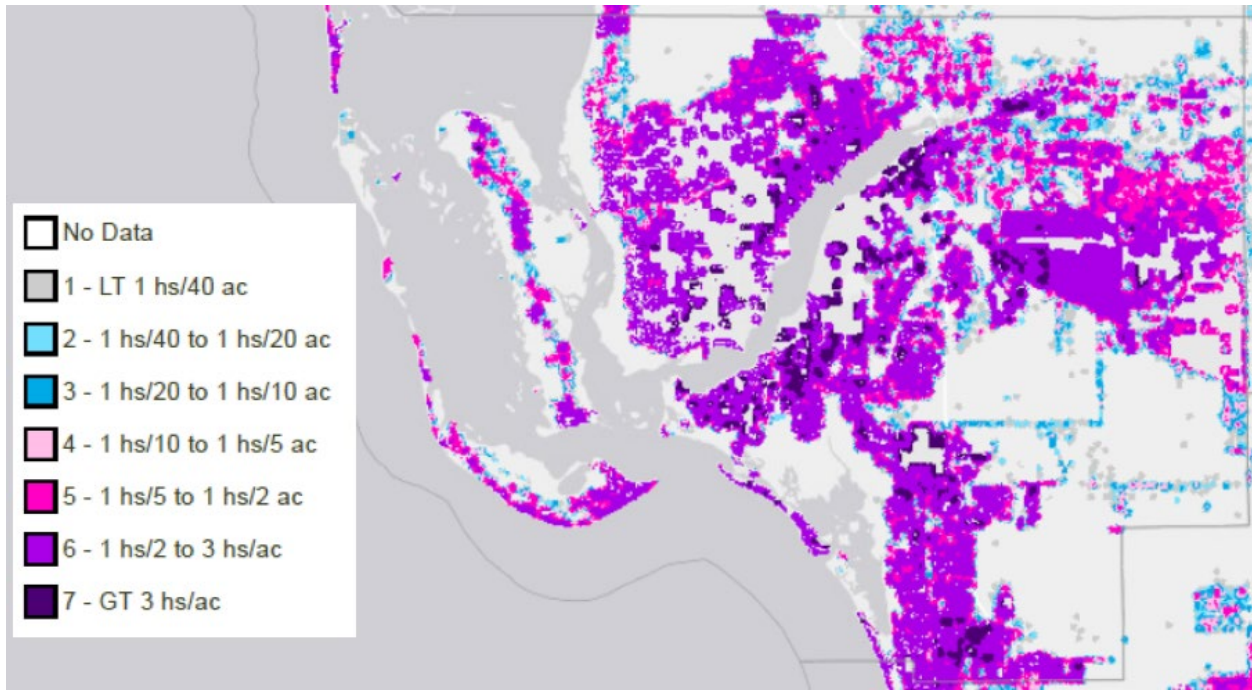 No Data
1 - LT 1 hs/40 ac
2 - 1 hs/40 to 1 hs/20 ac
3 - 1 hs/20 to 1 hs/10 ac
4 - 1 hs/10 to 1 hs/5 ac
5 - 1 hs/5 to 1 hs/2 ac
6 - 1 hs/2 to 3 hs/ac
7 - GT 3 hs/ac